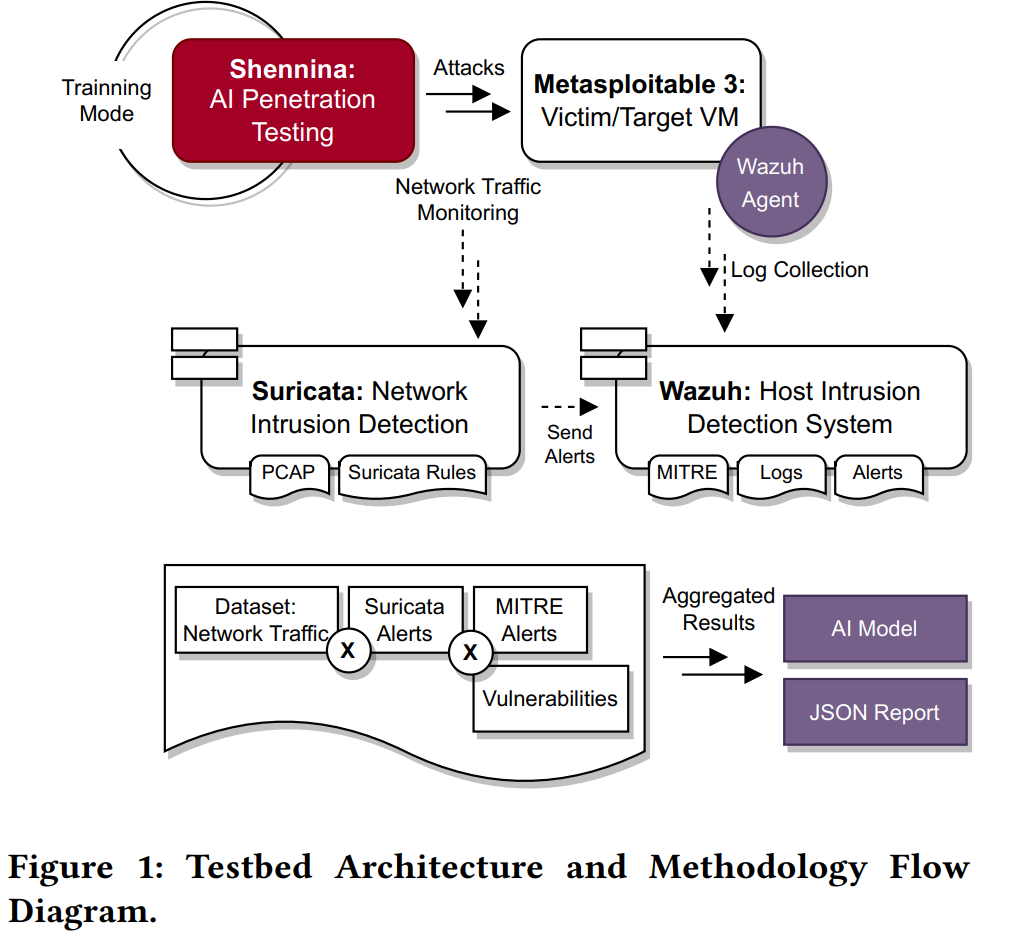 Trainning
Mode
Shennina:
AI Penetration
Testing
Attacks
Metasploitable 3:
Victim/Target VM
Wazuh
Agent
Network Traffic
Monitoring
Log Collection
Suricata: Network
Intrusion Detection
PCAP
Suricata Rules
Send
Alerts
Wazuh: Host Intrusion
Detection System
MITRE
Logs
Alerts
Dataset:
Network Traffic
X
Suricata
Alerts
X
MITRE
Alerts
Vulnerabilities
Aggregated
Results
AI Model
JSON Report
Figure 1: Testbed Architecture and Methodology Flow
Diagram.